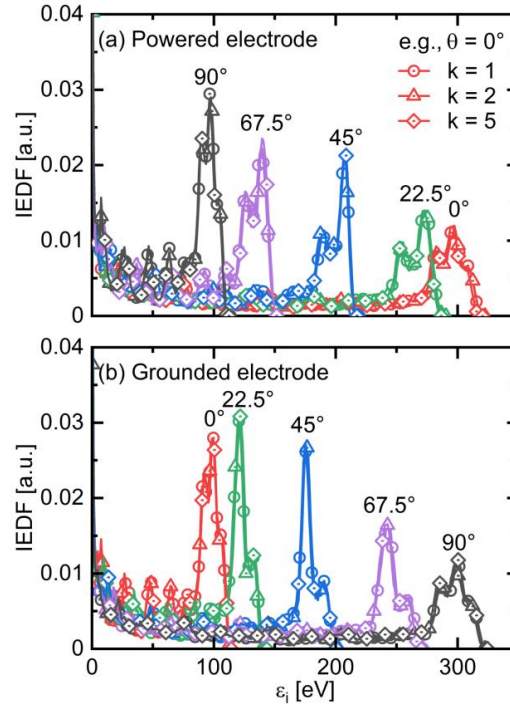 0.04
(a) Powered electrode
e.g., θ = 0°
k = 1
k = 2
k = 5
90°
67.5°
45°
22.5°
0°
0.03
0.02
0.01
0
IEDF [a.u.]
0.04
(b) Grounded electrode
0°
22.5°
45°
67.5°
90°
0.03
0.02
0.01
0
IEDF [a.u.]
0 100 200 300
εi [eV]